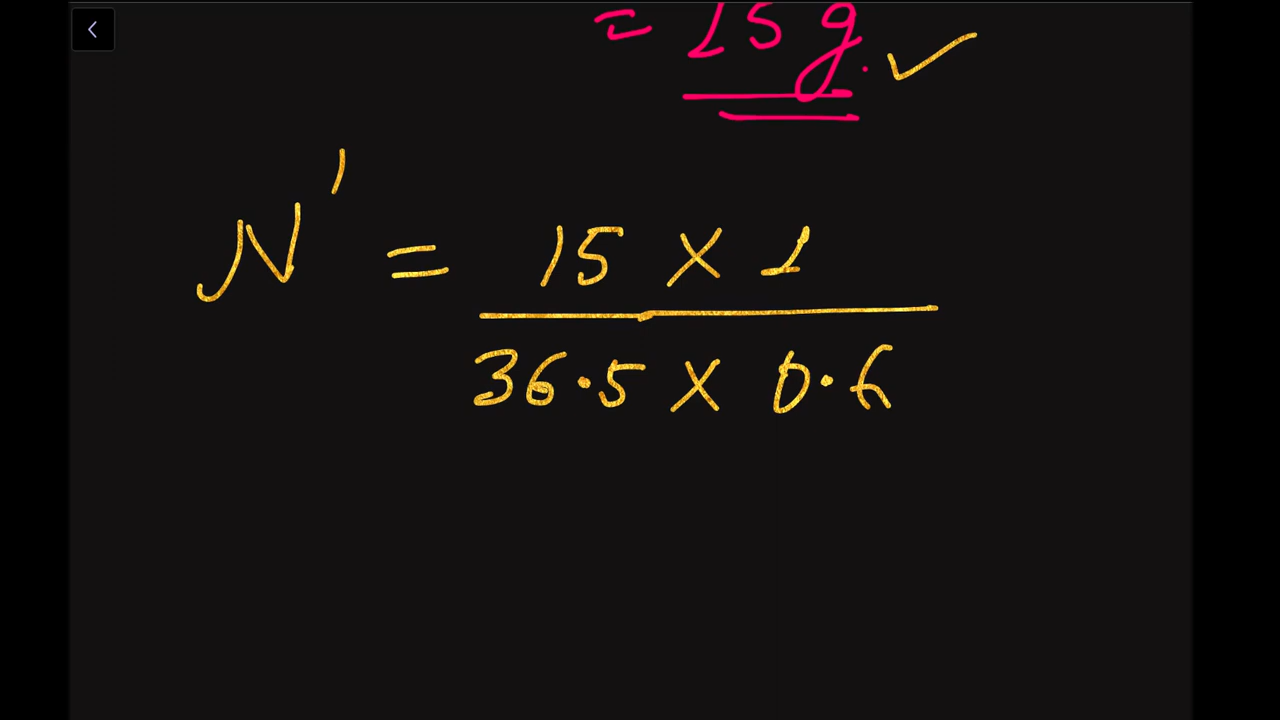 = 15 g.✓
N' = 15 × 1
36.5 × 0.6